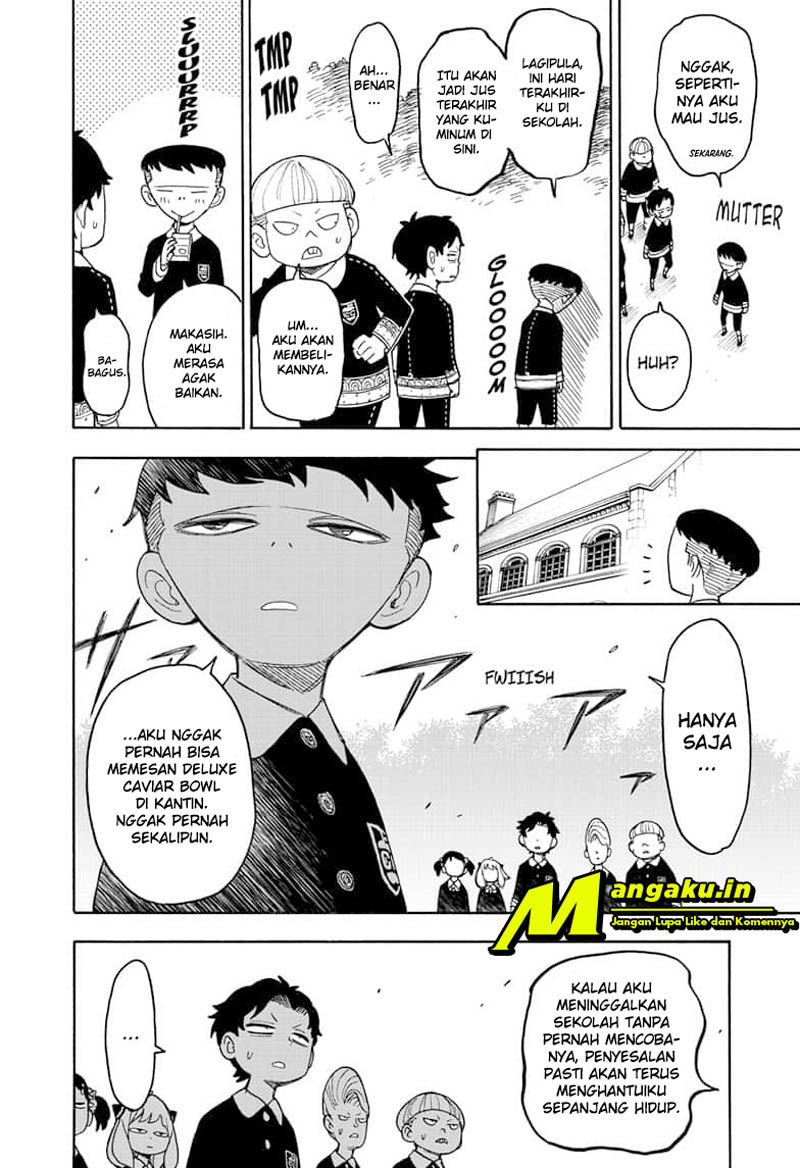 NGGAK,
SEPERTI-
NYA AKU
MAU JUS.
SEKARANG.
MUTTER
HUH?
LAGIPULA,
INI HARI
TERAKHIR-
KU DI
SEKOLAH.
ITU AKAN
JADI JUS
TERAKHIR
YANG KU-
MINUM DI
SINI.
AH...
BENAR
...
TMP
TMP
GLOOOOOM
UM...
AKU AKAN
MEMBELI-
KANNYA.
SLUUURRRP
MAKASIH.
AKU
MERASA
AGAK
BAIKAN.
BA-
BAGUS.
HANYA
SAJA
...
FWIIISH
...AKU NGGAK
PERNAH BISA
MEMESAN DELUXE
CAVIAR BOWL
DI KANTIN.
NGGAK PERNAH
SEKALIPUN.
Mangaku.in
Jangan Lupa Like dan Komennya
KALAU AKU
MENINGGALKAN
SEKOLAH TANPA
PERNAH MENCOBA-
NYA, PENYESALAN
PASTI AKAN TERUS
MENGHANTUIKU
SEPANJANG HIDUP.
...